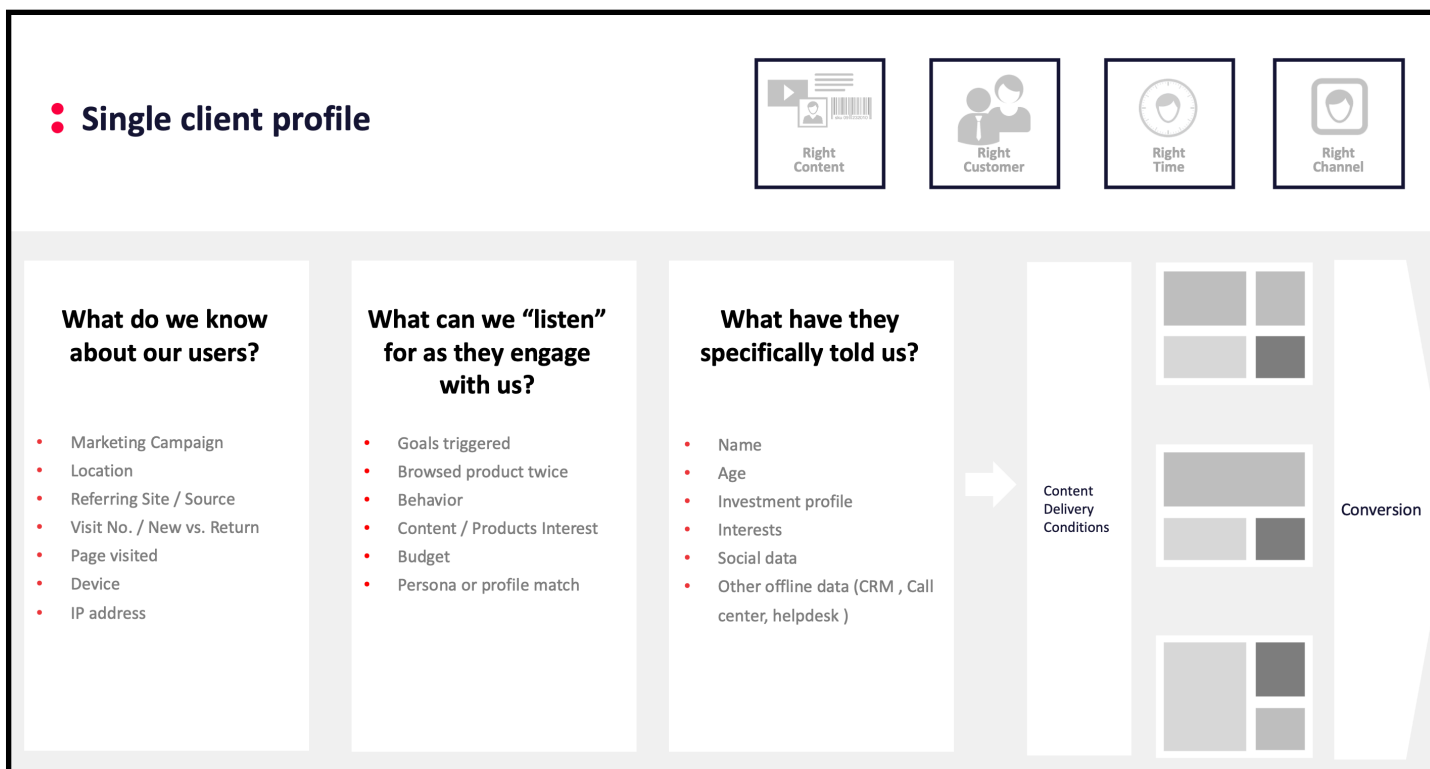 Single client profile
Right
Content
Right
Customer
Right
Time
Right
Channel
What do we know
about our users?
• Marketing Campaign
• Location
• Referring Site / Source
• Visit No. / New vs. Return
• Page visited
• Device
• IP address
What can we “listen”
for as they engage
with us?
• Goals triggered
• Browsed product twice
• Behavior
• Content / Products Interest
• Budget
• Persona or profile match
What have they
specifically told us?
• Name
• Age
• Investment profile
• Interests
• Social data
• Other offline data (CRM , Call
center, helpdesk )
Content
Delivery
Conditions
Conversion